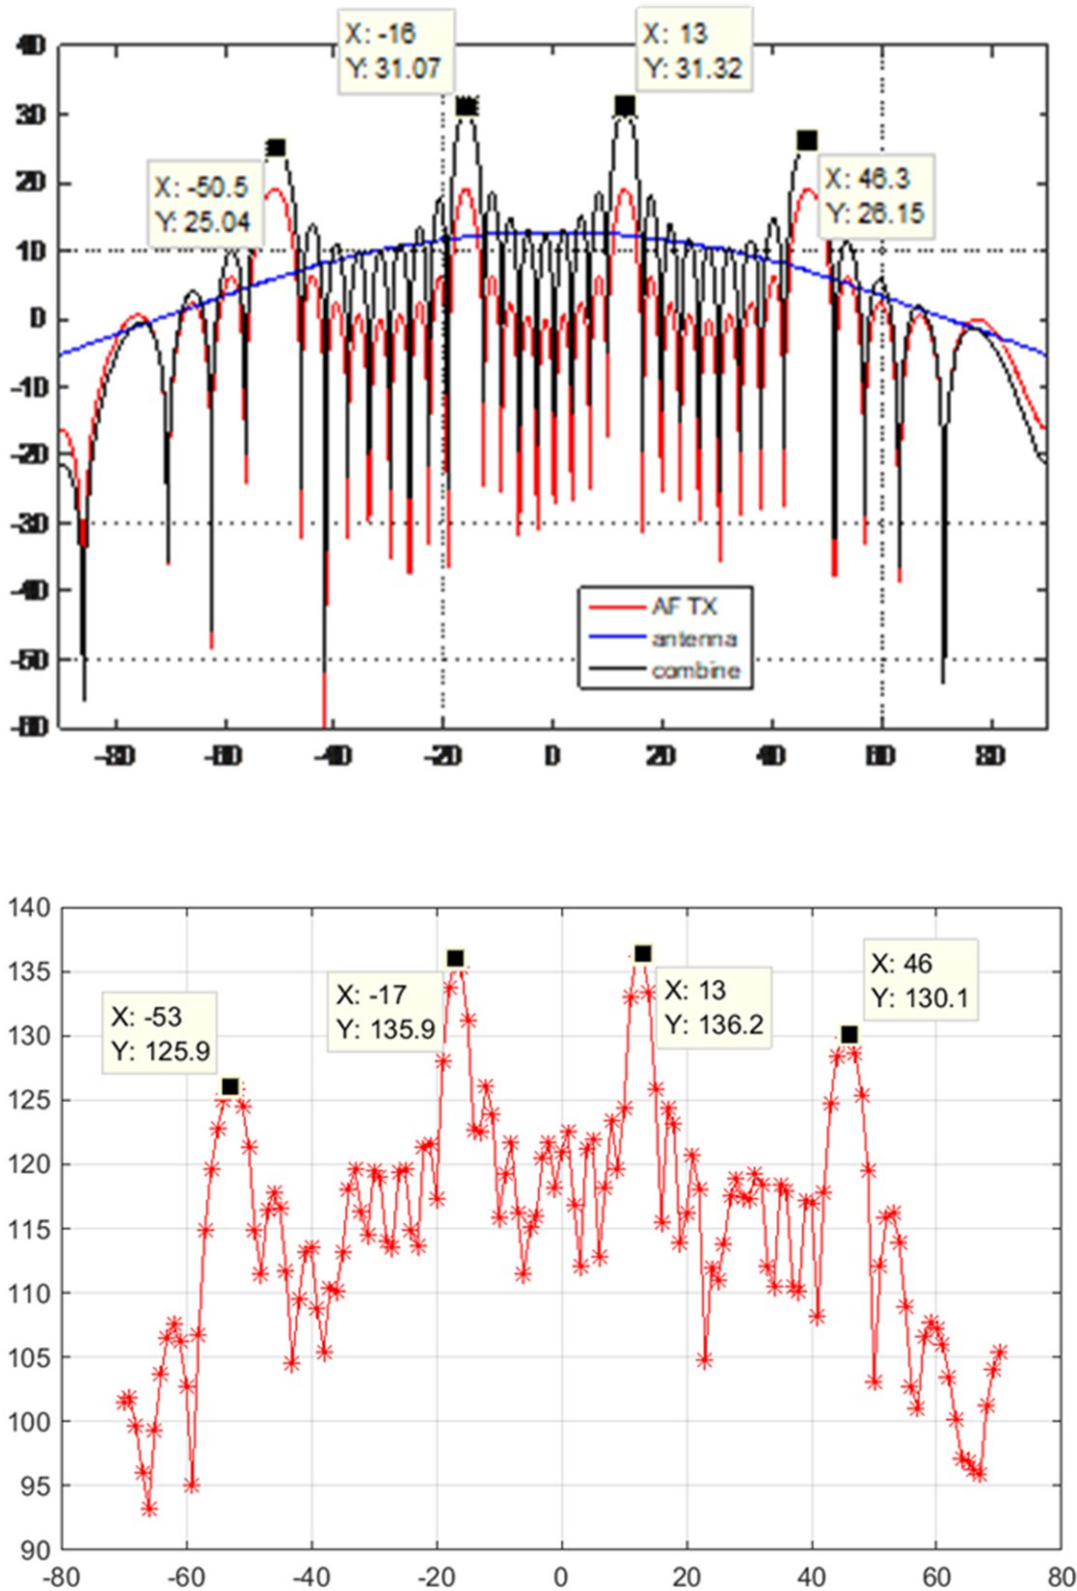 X: -16
Y: 31.07
X: 13
Y: 31.32
X: -50.5
Y: 25.04
X: 46.3
Y: 26.15
40
30
20
10
0
-10
-20
-30
-40
-50
-60
AF TX
antenna
combine
-80
-60
-40
-20
0
20
40
60
80
140
135
130
125
120
115
110
105
100
95
90
X: -53
Y: 125.9
X: -17
Y: 135.9
X: 13
Y: 136.2
X: 46
Y: 130.1
-80
-60
-40
-20
0
20
40
60
80